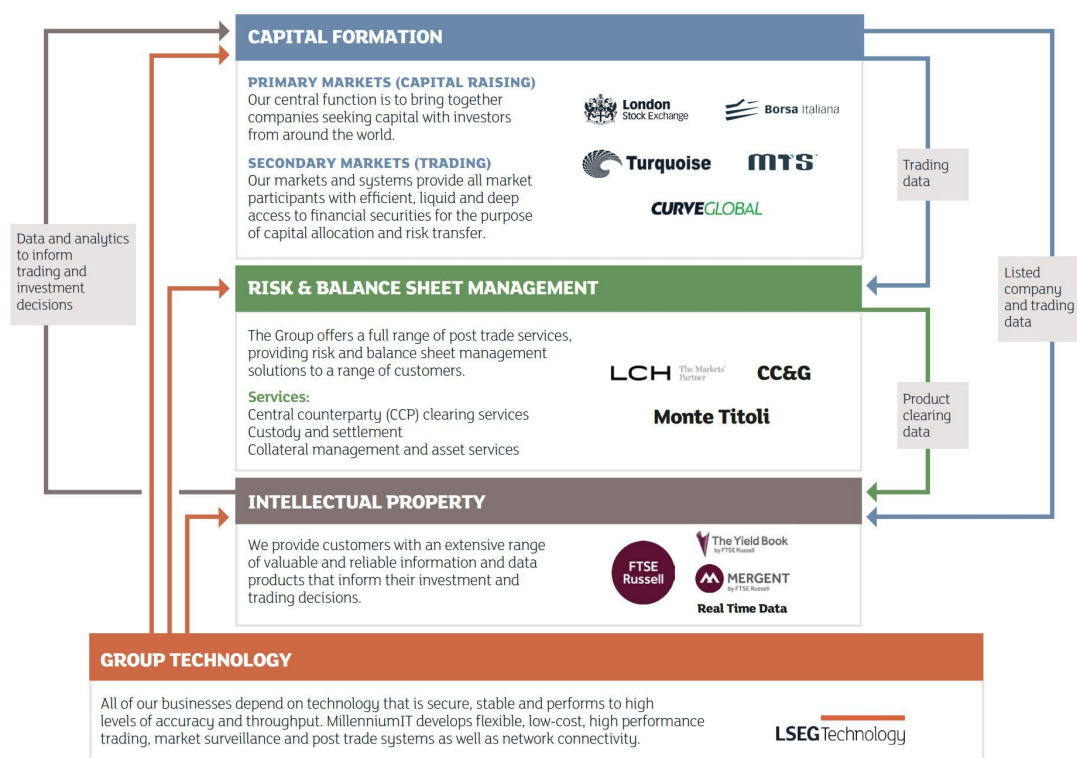 CAPITAL FORMATION
PRIMARY MARKETS (CAPITAL RAISING)
Our central function is to bring together
companies seeking capital with investors
from around the world.
SECONDARY MARKETS (TRADING)
Our markets and systems provide all market
participants with efficient, liquid and deep
access to financial securities for the purpose
of capital allocation and risk transfer.
London
Stock Exchange
Borsa Italiana
Turquoise
MTS
CURVEGLOBAL
Trading
data
Data and analytics
to inform
trading and
investment
decisions
Listed
company
and trading
data
RISK & BALANCE SHEET MANAGEMENT
The Group offers a full range of post trade services,
providing risk and balance sheet management
solutions to a range of customers.
Services:
Central counterparty (CCP) clearing services
Custody and settlement
Collateral management and asset services
LCH The Markets'
Partner
CC&G
Monte Titoli
Product
clearing
data
INTELLECTUAL PROPERTY
We provide customers with an extensive range
of valuable and reliable information and data
products that inform their investment and
trading decisions.
FTSE
Russell
The Yield Book
by FTSE Russell
MERGENT
by FTSE Russell
Real Time Data
GROUP TECHNOLOGY
All of our businesses depend on technology that is secure, stable and performs to high
levels of accuracy and throughput. MillenniumIT develops flexible, low-cost, high performance
trading, market surveillance and post trade systems as well as network connectivity.
LSEGTechnology